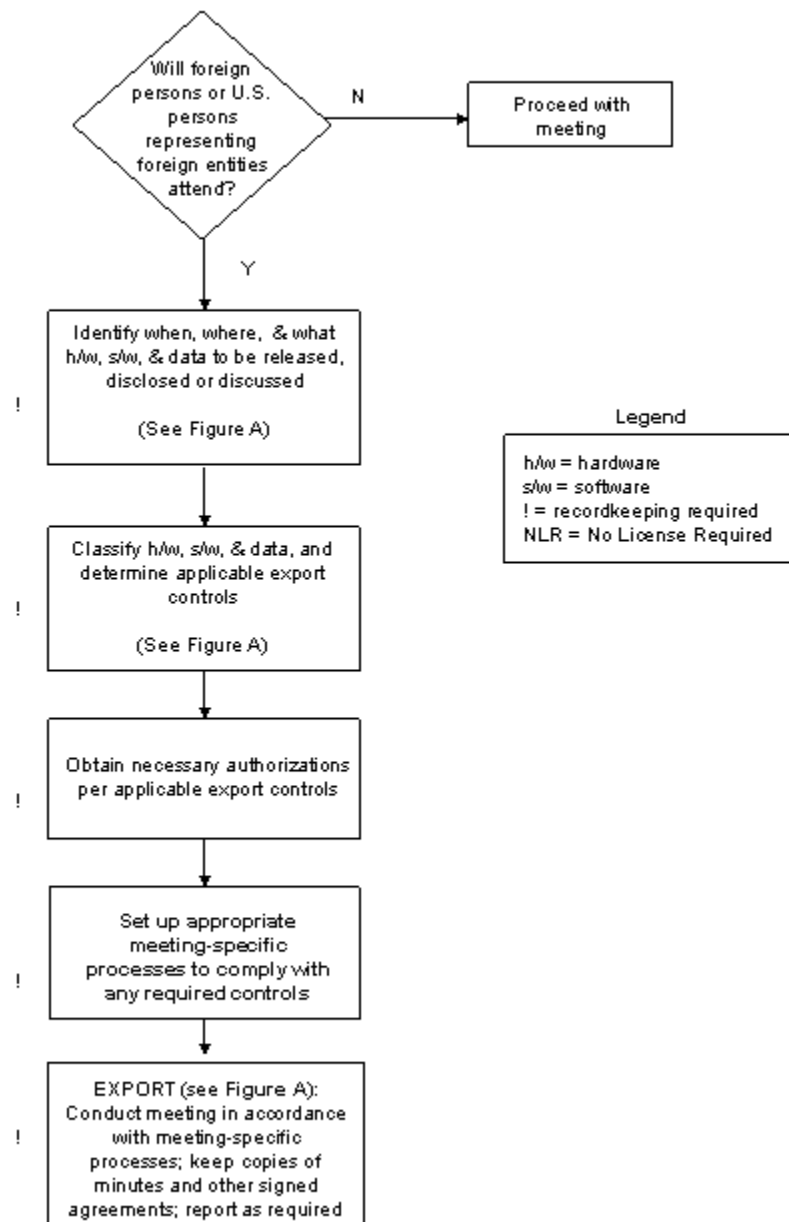 Will foreign
persons or U.S.
persons
representing
foreign entities
attend?
N
Proceed with
meeting
Y
Identify when, where, & what
h/w, s/w, & data to be released,
disclosed or discussed
(See Figure A)
!
Legend
h/w = hardware
s/w = software
! = recordkeeping required
NLR = No License Required
Classify h/w, s/w, & data, and
determine applicable export
controls
(See Figure A)
!
Obtain necessary authorizations
per applicable export controls
!
Set up appropriate
meeting-specific
processes to comply with
any required controls
!
EXPORT (see Figure A):
Conduct meeting in accordance
with meeting-specific
processes; keep copies of
minutes and other signed
agreements; report as required
!